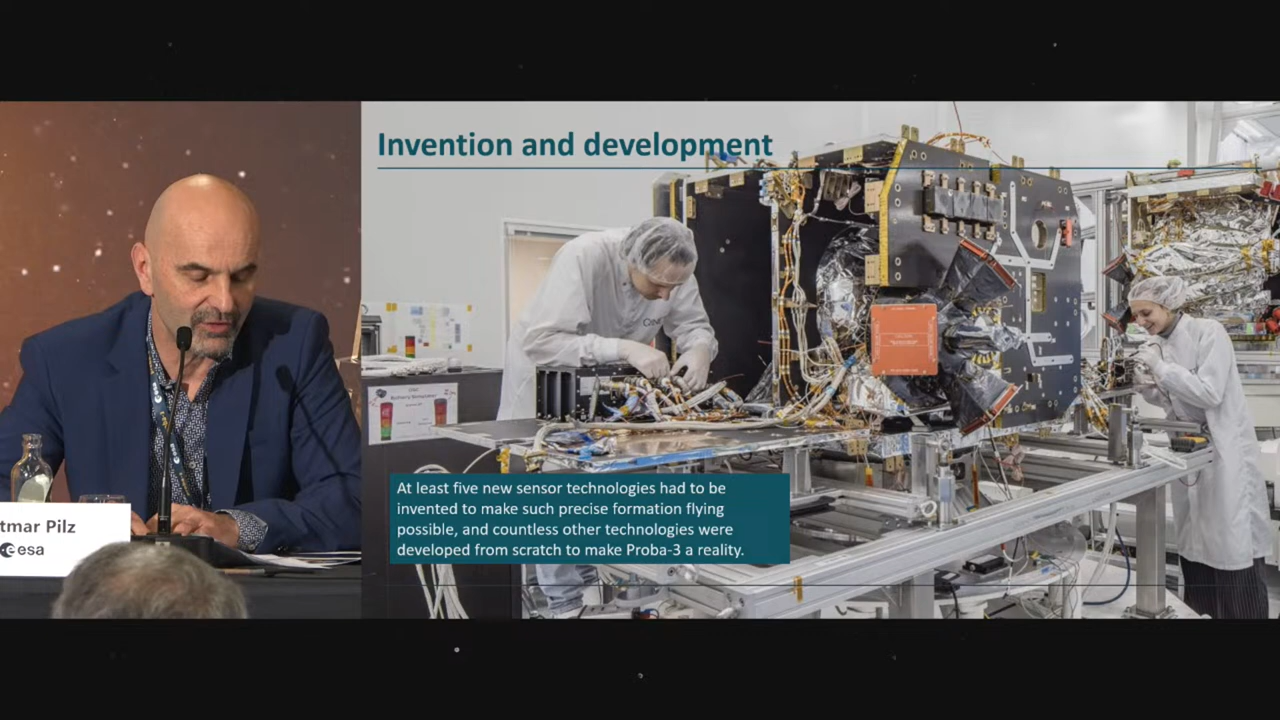 Invention and development
tmar Pilz
esa
At least five new sensor technologies had to be
invented to make such precise formation flying
possible, and countless other technologies were
developed from scratch to make Proba-3 a reality.